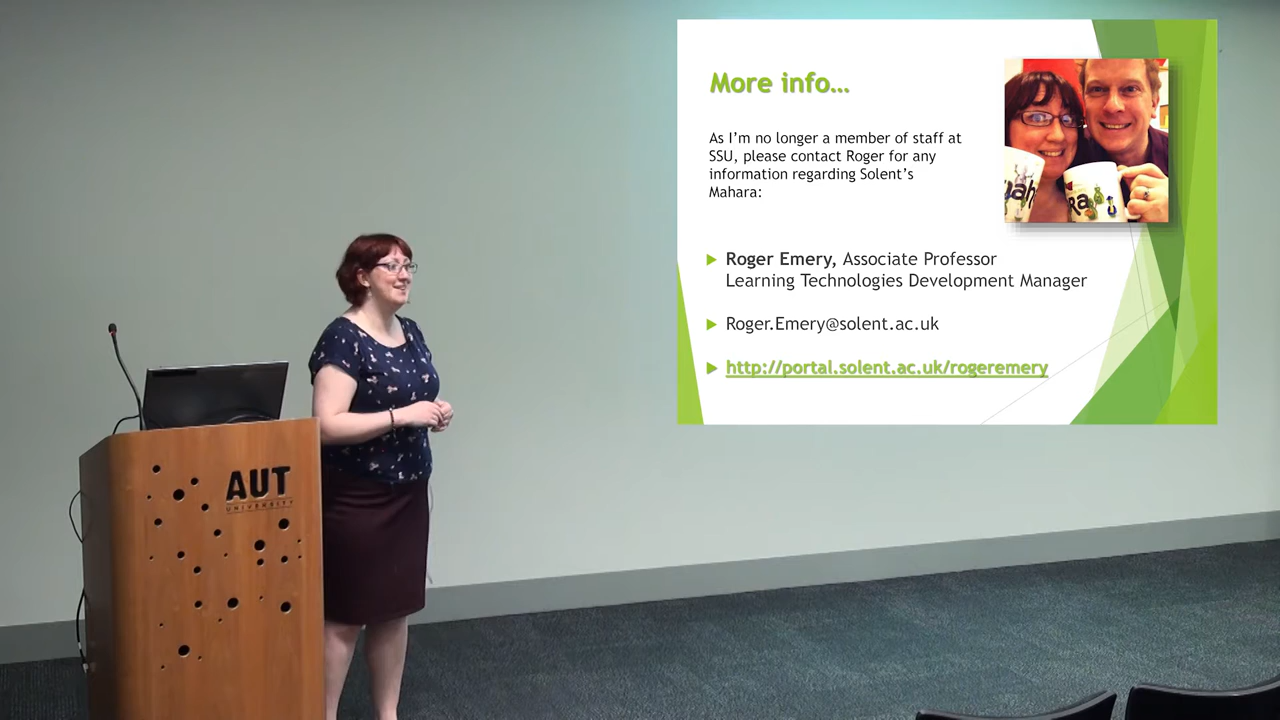 More info...
As I'm no longer a member of staff at
SSU, please contact Roger for any
information regarding Solent's
Mahara:
Roger Emery, Associate Professor
Learning Technologies Development Manager
Roger.Emery@solent.ac.uk
http://portal.solent.ac.uk/rogeremery
AUT
UNIVERSITY